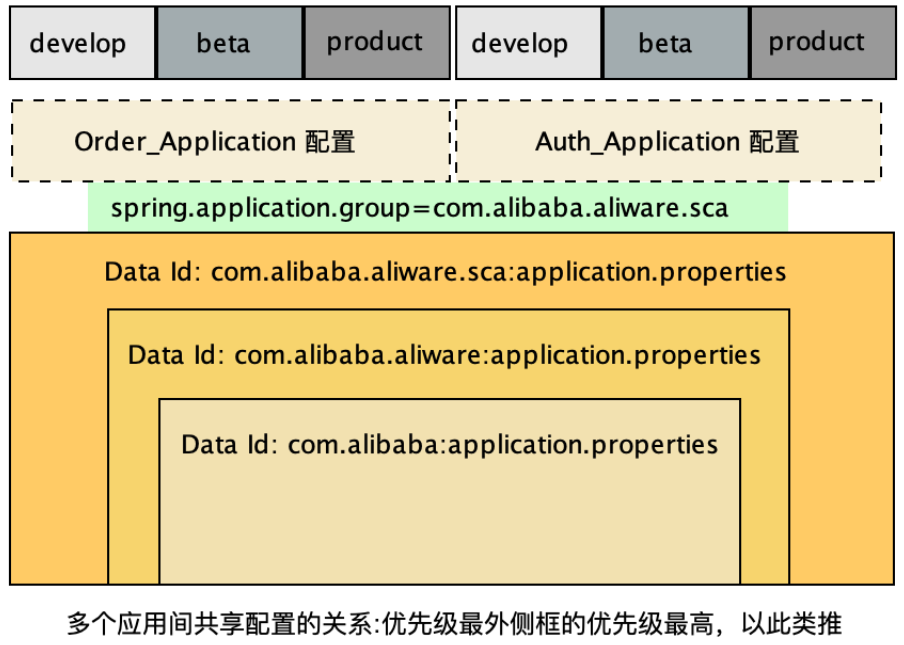 develop beta product develop beta product
Order_Application 配置 Auth_Application 配置
spring.application.group=com.alibaba.aliware.sca
Data Id: com.alibaba.aliware.sca:application.properties
Data Id: com.alibaba.aliware:application.properties
Data Id: com.alibaba:application.properties
多个应用间共享配置的关系:优先级最外侧框的优先级最高，以此类推